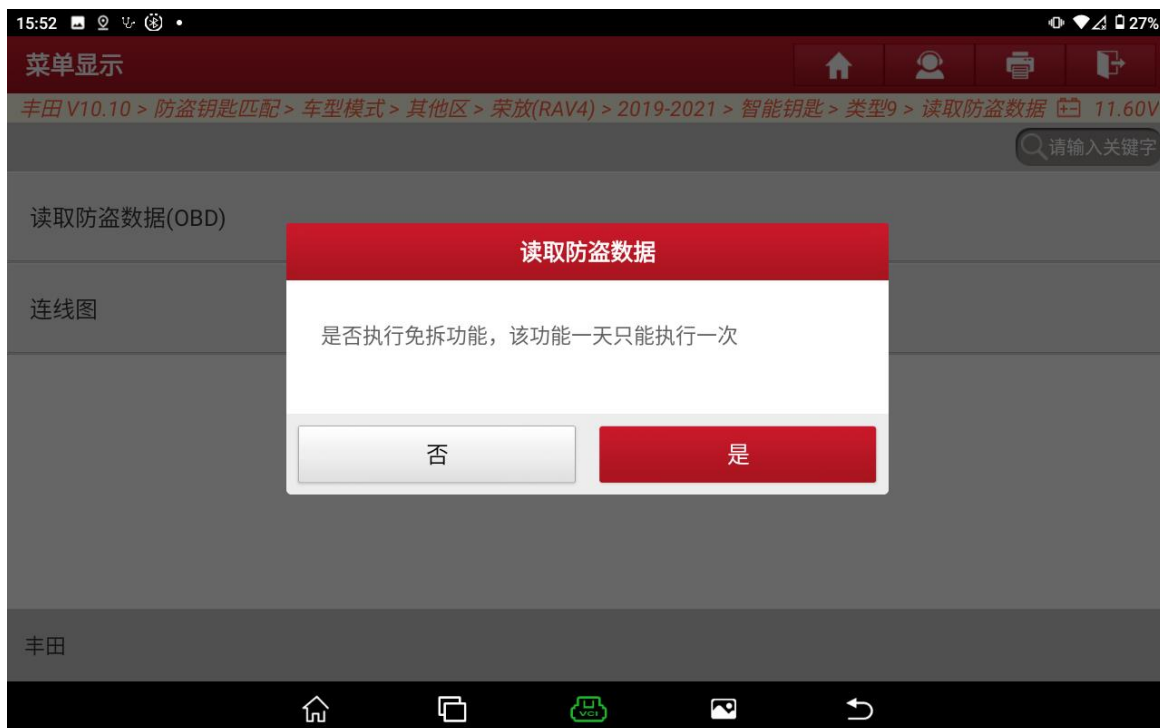 15:52
27%
菜单显示
丰田 V10.10 > 防盗钥匙匹配 > 车型模式 > 其他区 > 荣放(RAV4) > 2019-2021 > 智能钥匙 > 类型9 > 读取防盗数据 11.60V
请输入关键字
读取防盗数据(OBD)
连线图
读取防盗数据
是否执行免拆功能，该功能一天只能执行一次
否
是
丰田
VCI